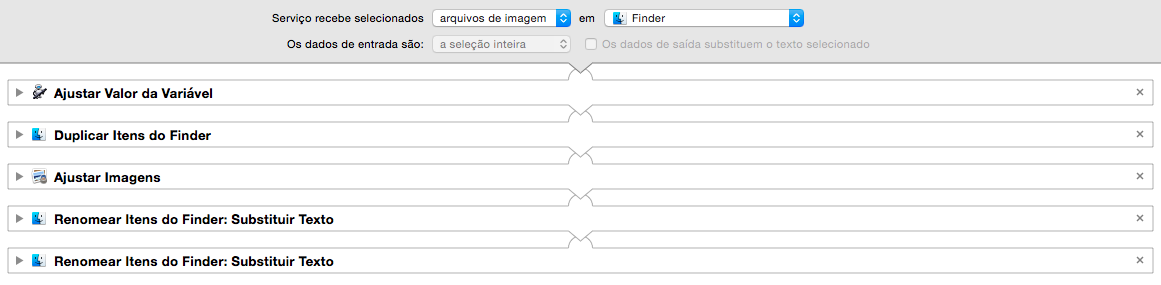 Serviço recebe selecionados arquivos de imagem em Finder
Os dados de entrada são: a seleção inteira Os dados de saída substituem o texto selecionado
Ajustar Valor da Variável
Duplicar Itens do Finder
Ajustar Imagens
Renomear Itens do Finder: Substituir Texto
Renomear Itens do Finder: Substituir Texto